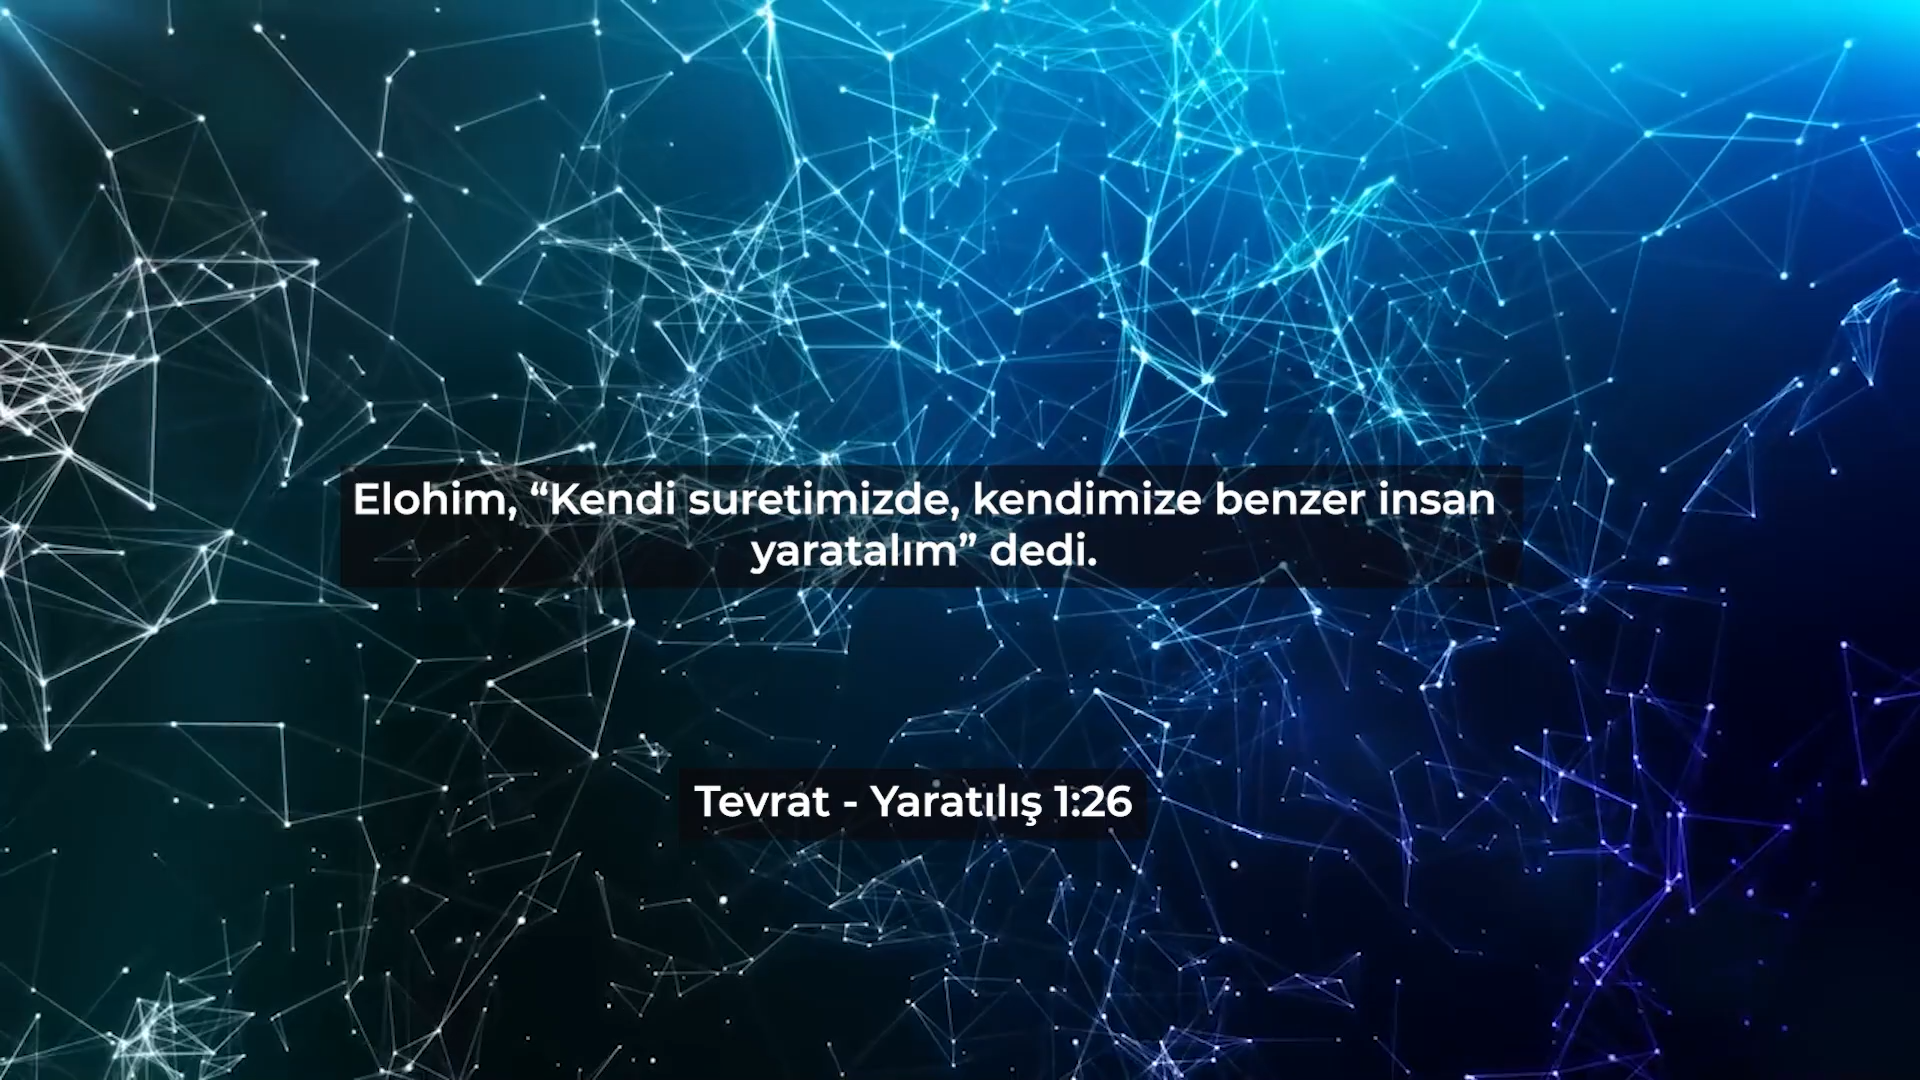 Elohim, “Kendi suretimizde, kendimize benzer insan
yaratalım” dedi.
Tevrat - Yaratılış 1:26